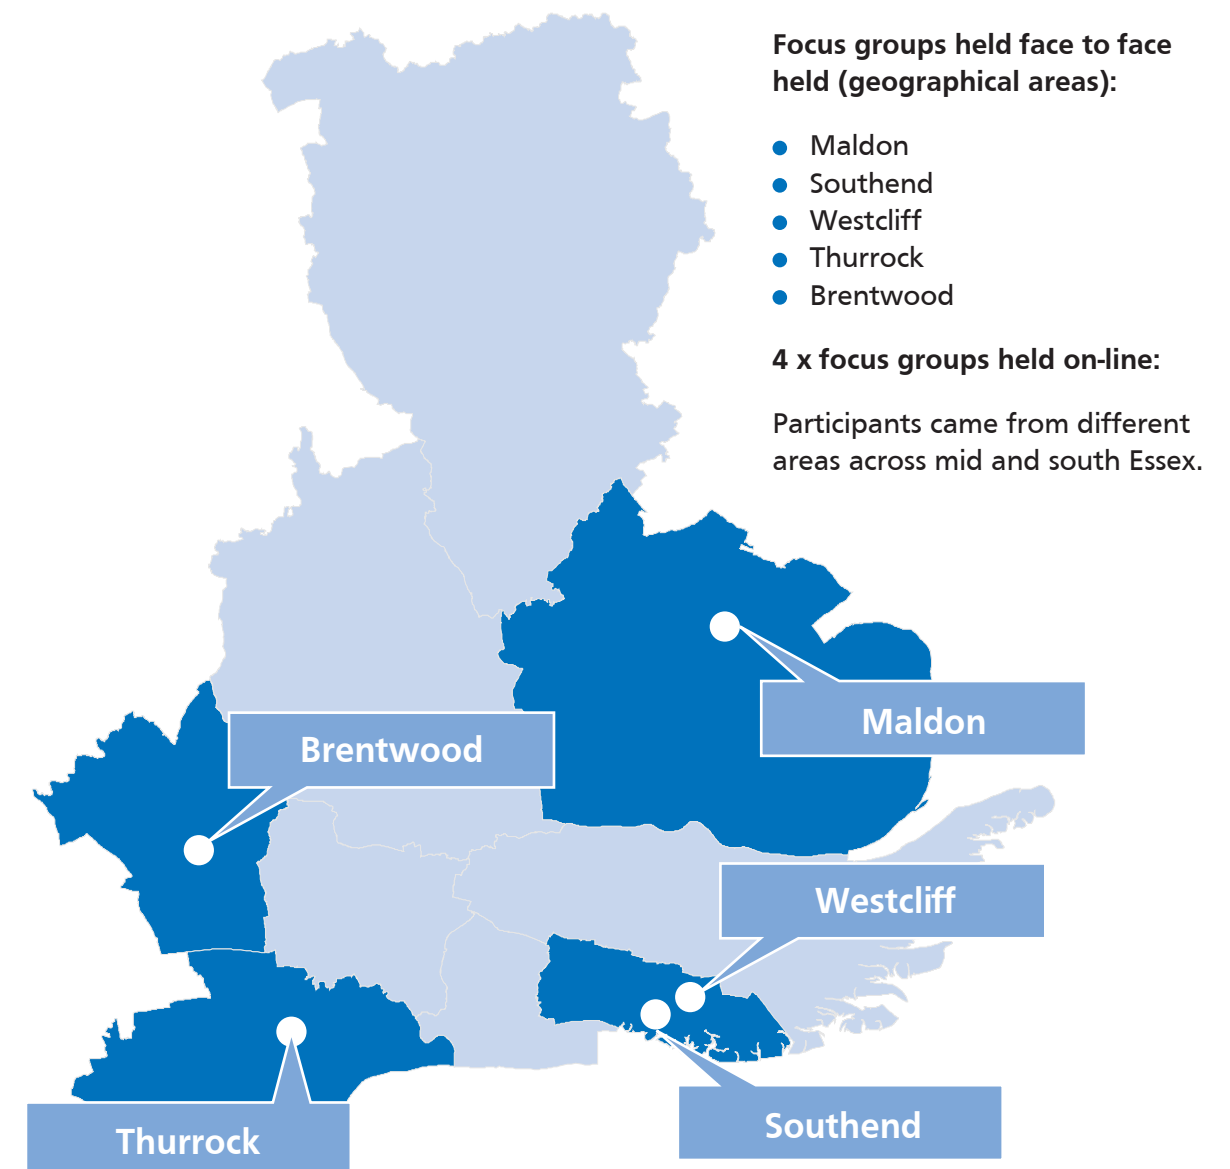 Focus groups held face to face
held (geographical areas):
● Maldon
● Southend
● Westcliff
● Thurrock
● Brentwood
4 x focus groups held on-line:
Participants came from different
areas across mid and south Essex.
Maldon
Brentwood
Westcliff
Southend
Thurrock